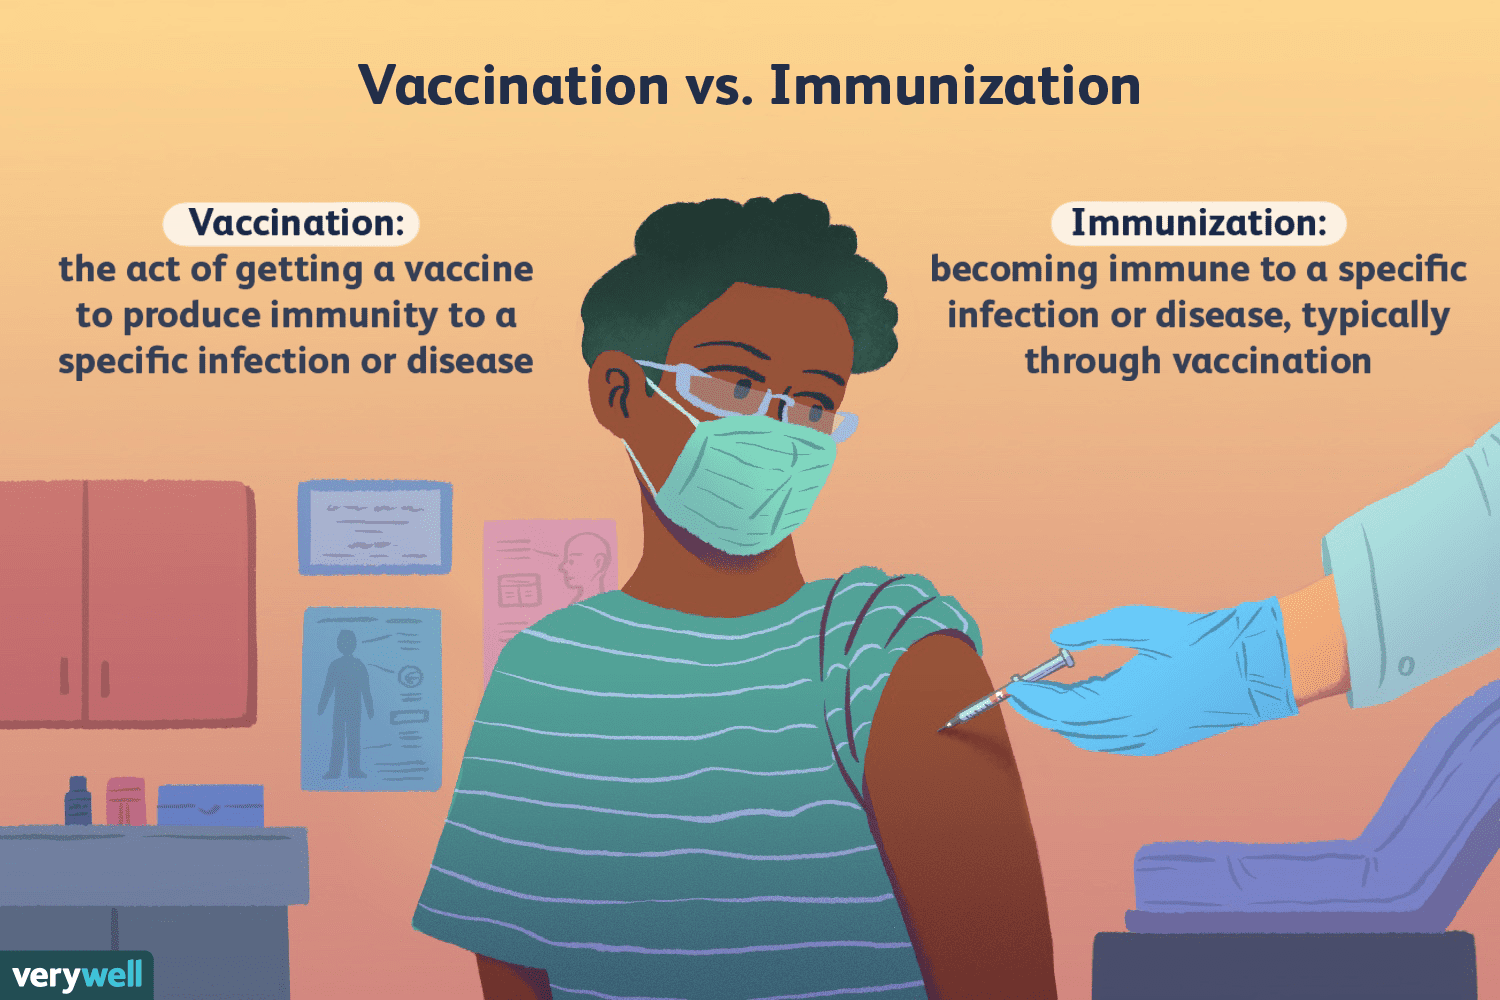 Vaccination vs. Immunization
Vaccination:
the act of getting a vaccine
to produce immunity to a
specific infection or disease
Immunization:
becoming immune to a specific
infection or disease, typically
through vaccination
verywell